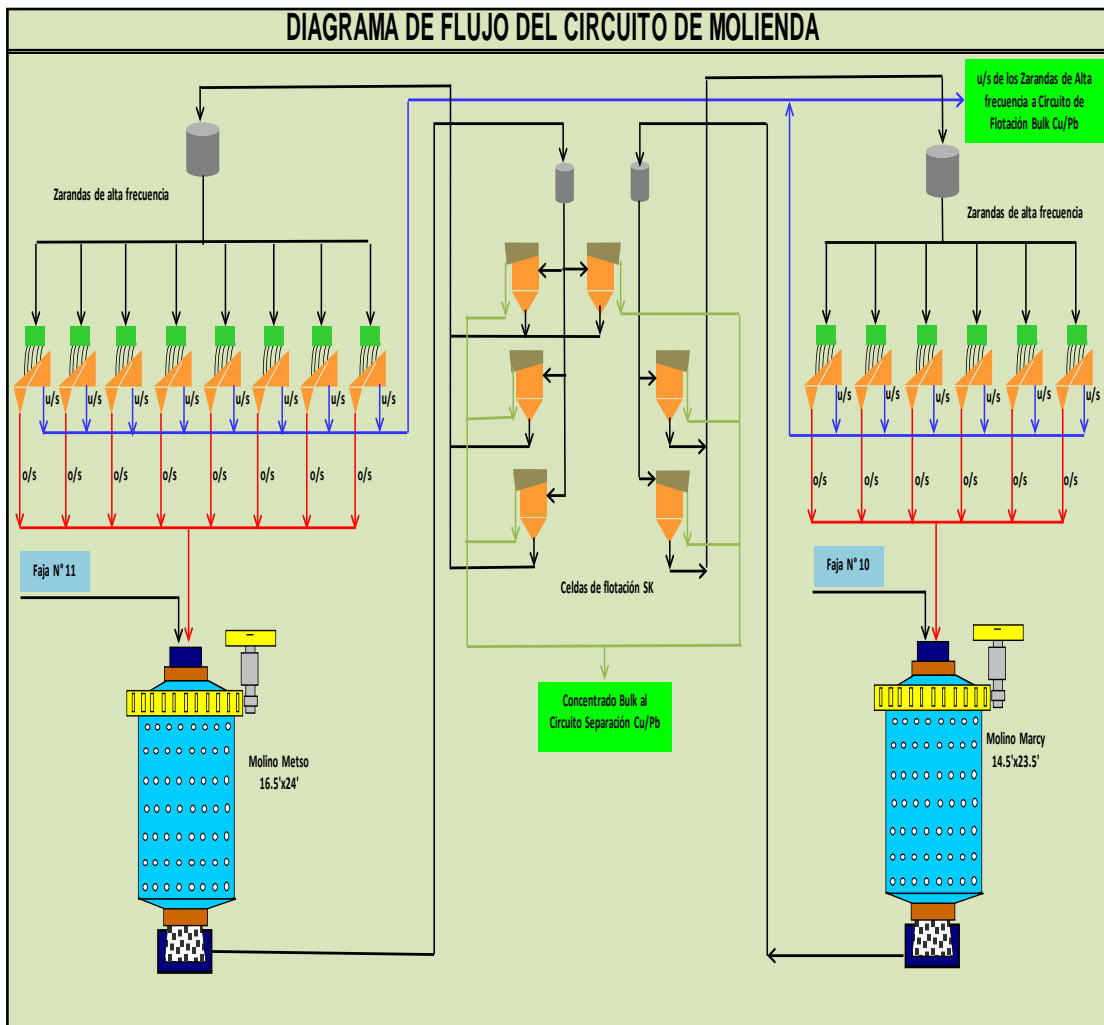 DIAGRAMA DE FLUJO DEL CIRCUITO DE MOLIENDA
u/s de los Zarandas de Alta
frecuencia a Circuito de
Flotación Bulk Cu/Pb
Zarandas de alta frecuencia
Zarandas de alta frecuencia
u/s
u/s
u/s
u/s
u/s
u/s
u/s
u/s
u/s
u/s
u/s
u/s
u/s
u/s
o/s
o/s
o/s
o/s
o/s
o/s
o/s
o/s
o/s
o/s
o/s
o/s
o/s
o/s
Faja N° 11
Celdas de flotación SK
Faja N° 10
Concentrado Bulk al
Circuito Separación Cu/Pb
Molino Metso
16.5'x24'
Molino Marcy
14.5'x23.5'